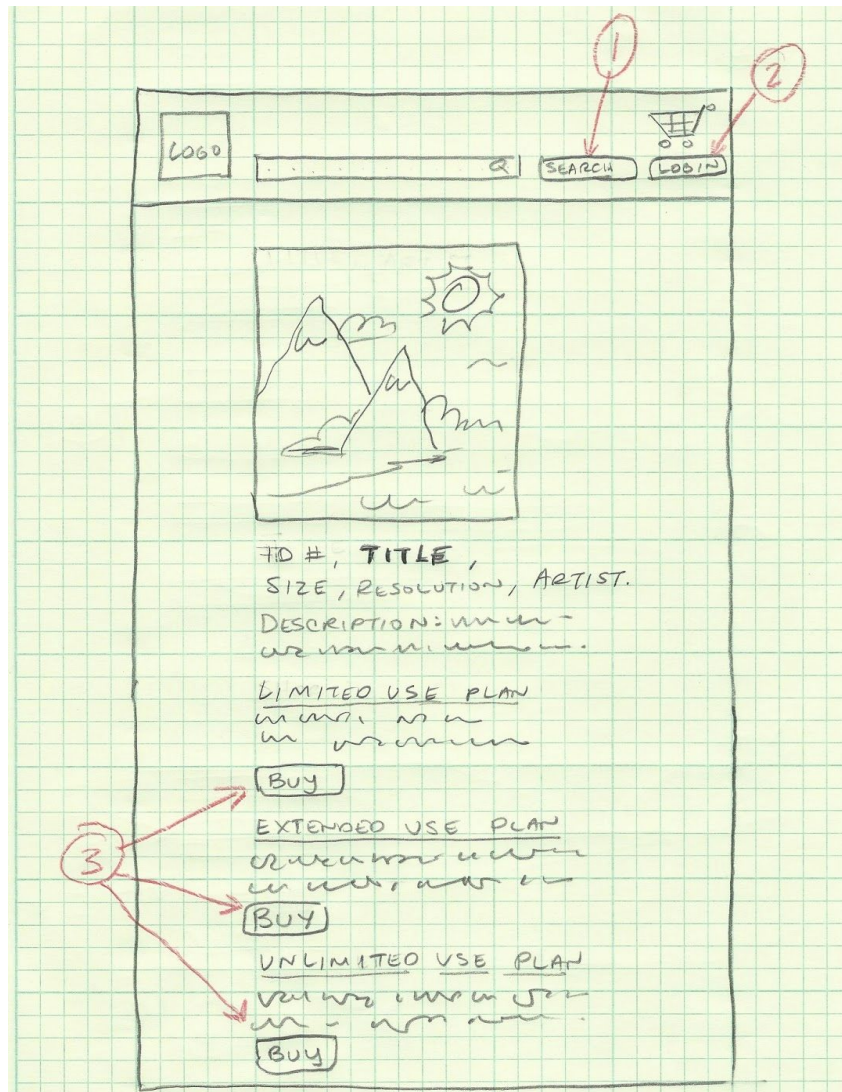 1
2
LOGO
SEARCH
LOGIN
ID #, TITLE,
SIZE, RESOLUTION, ARTIST.
DESCRIPTION:
LIMITED USE PLAN
BUY
EXTENDED USE PLAN
3
BUY
UNLIMITED USE PLAN
BUY